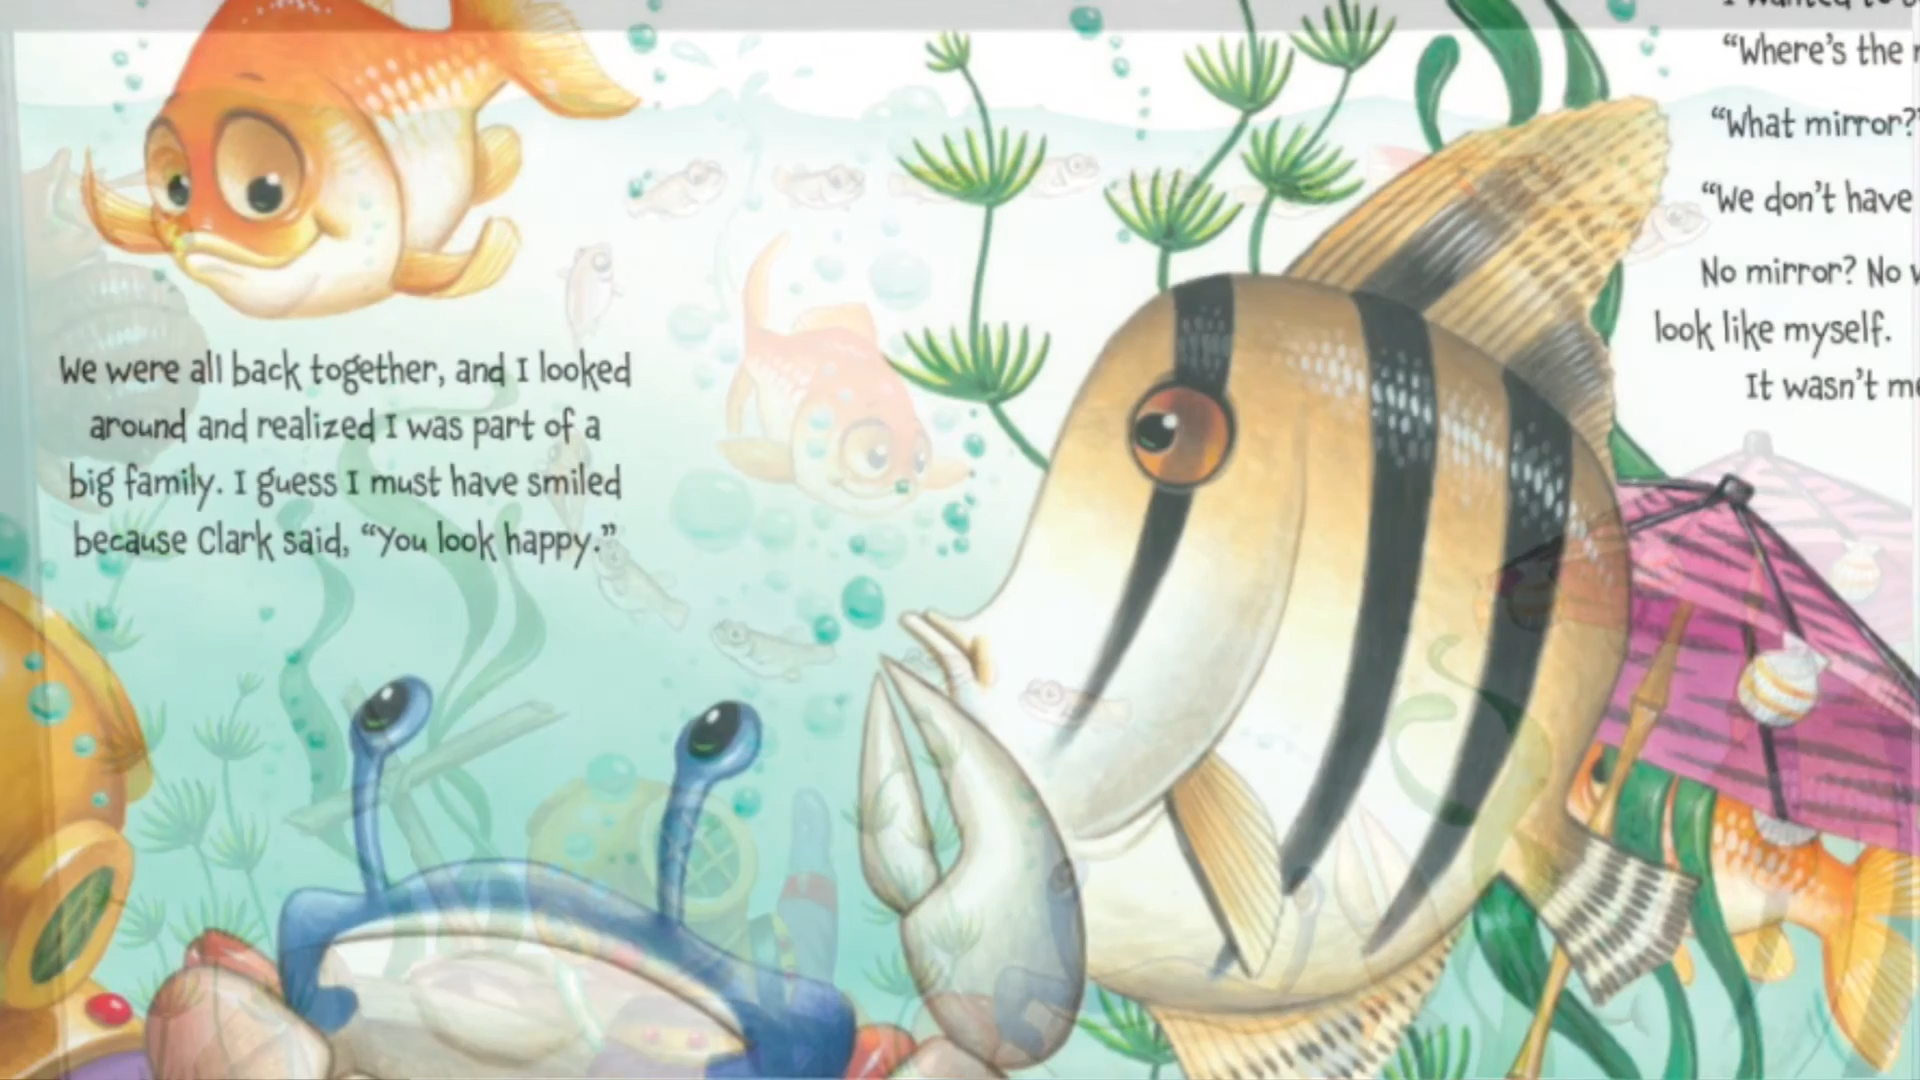 We were all back together, and I looked
around and realized I was part of a
big family. I guess I must have smiled
because Clark said, “You look happy.”
“Where’s the
“What mirror?”
“We don’t have
No mirror? No
look like myself.
It wasn’t